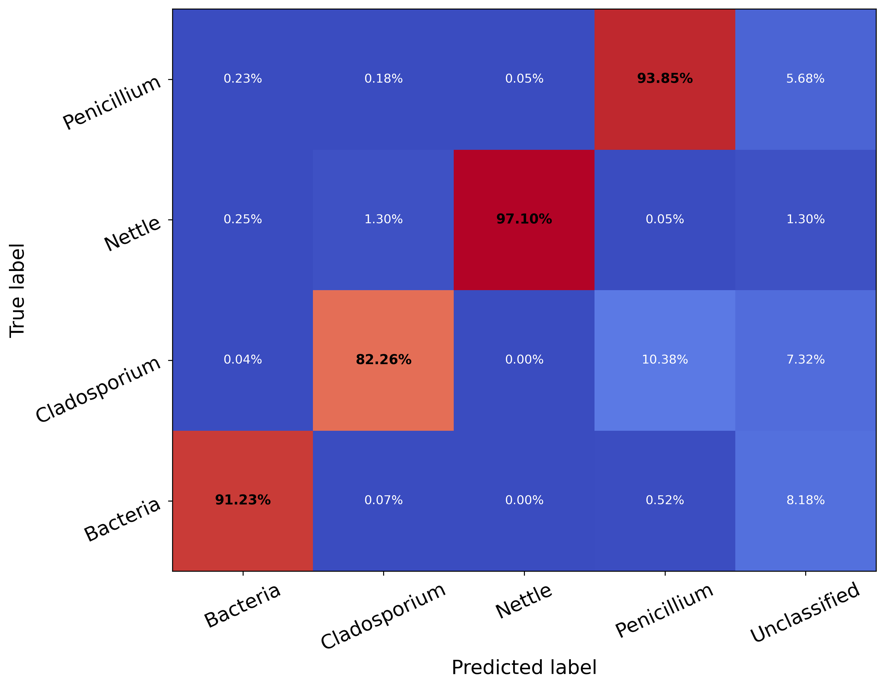 True label
Penicillium 0.23% 0.18% 0.05% 93.85% 5.68%
Nettle 0.25% 1.30% 97.10% 0.05% 1.30%
Cladosporium 0.04% 82.26% 0.00% 10.38% 7.32%
Bacteria 91.23% 0.07% 0.00% 0.52% 8.18%
Bacteria Cladosporium Nettle Penicillium Unclassified
Predicted label